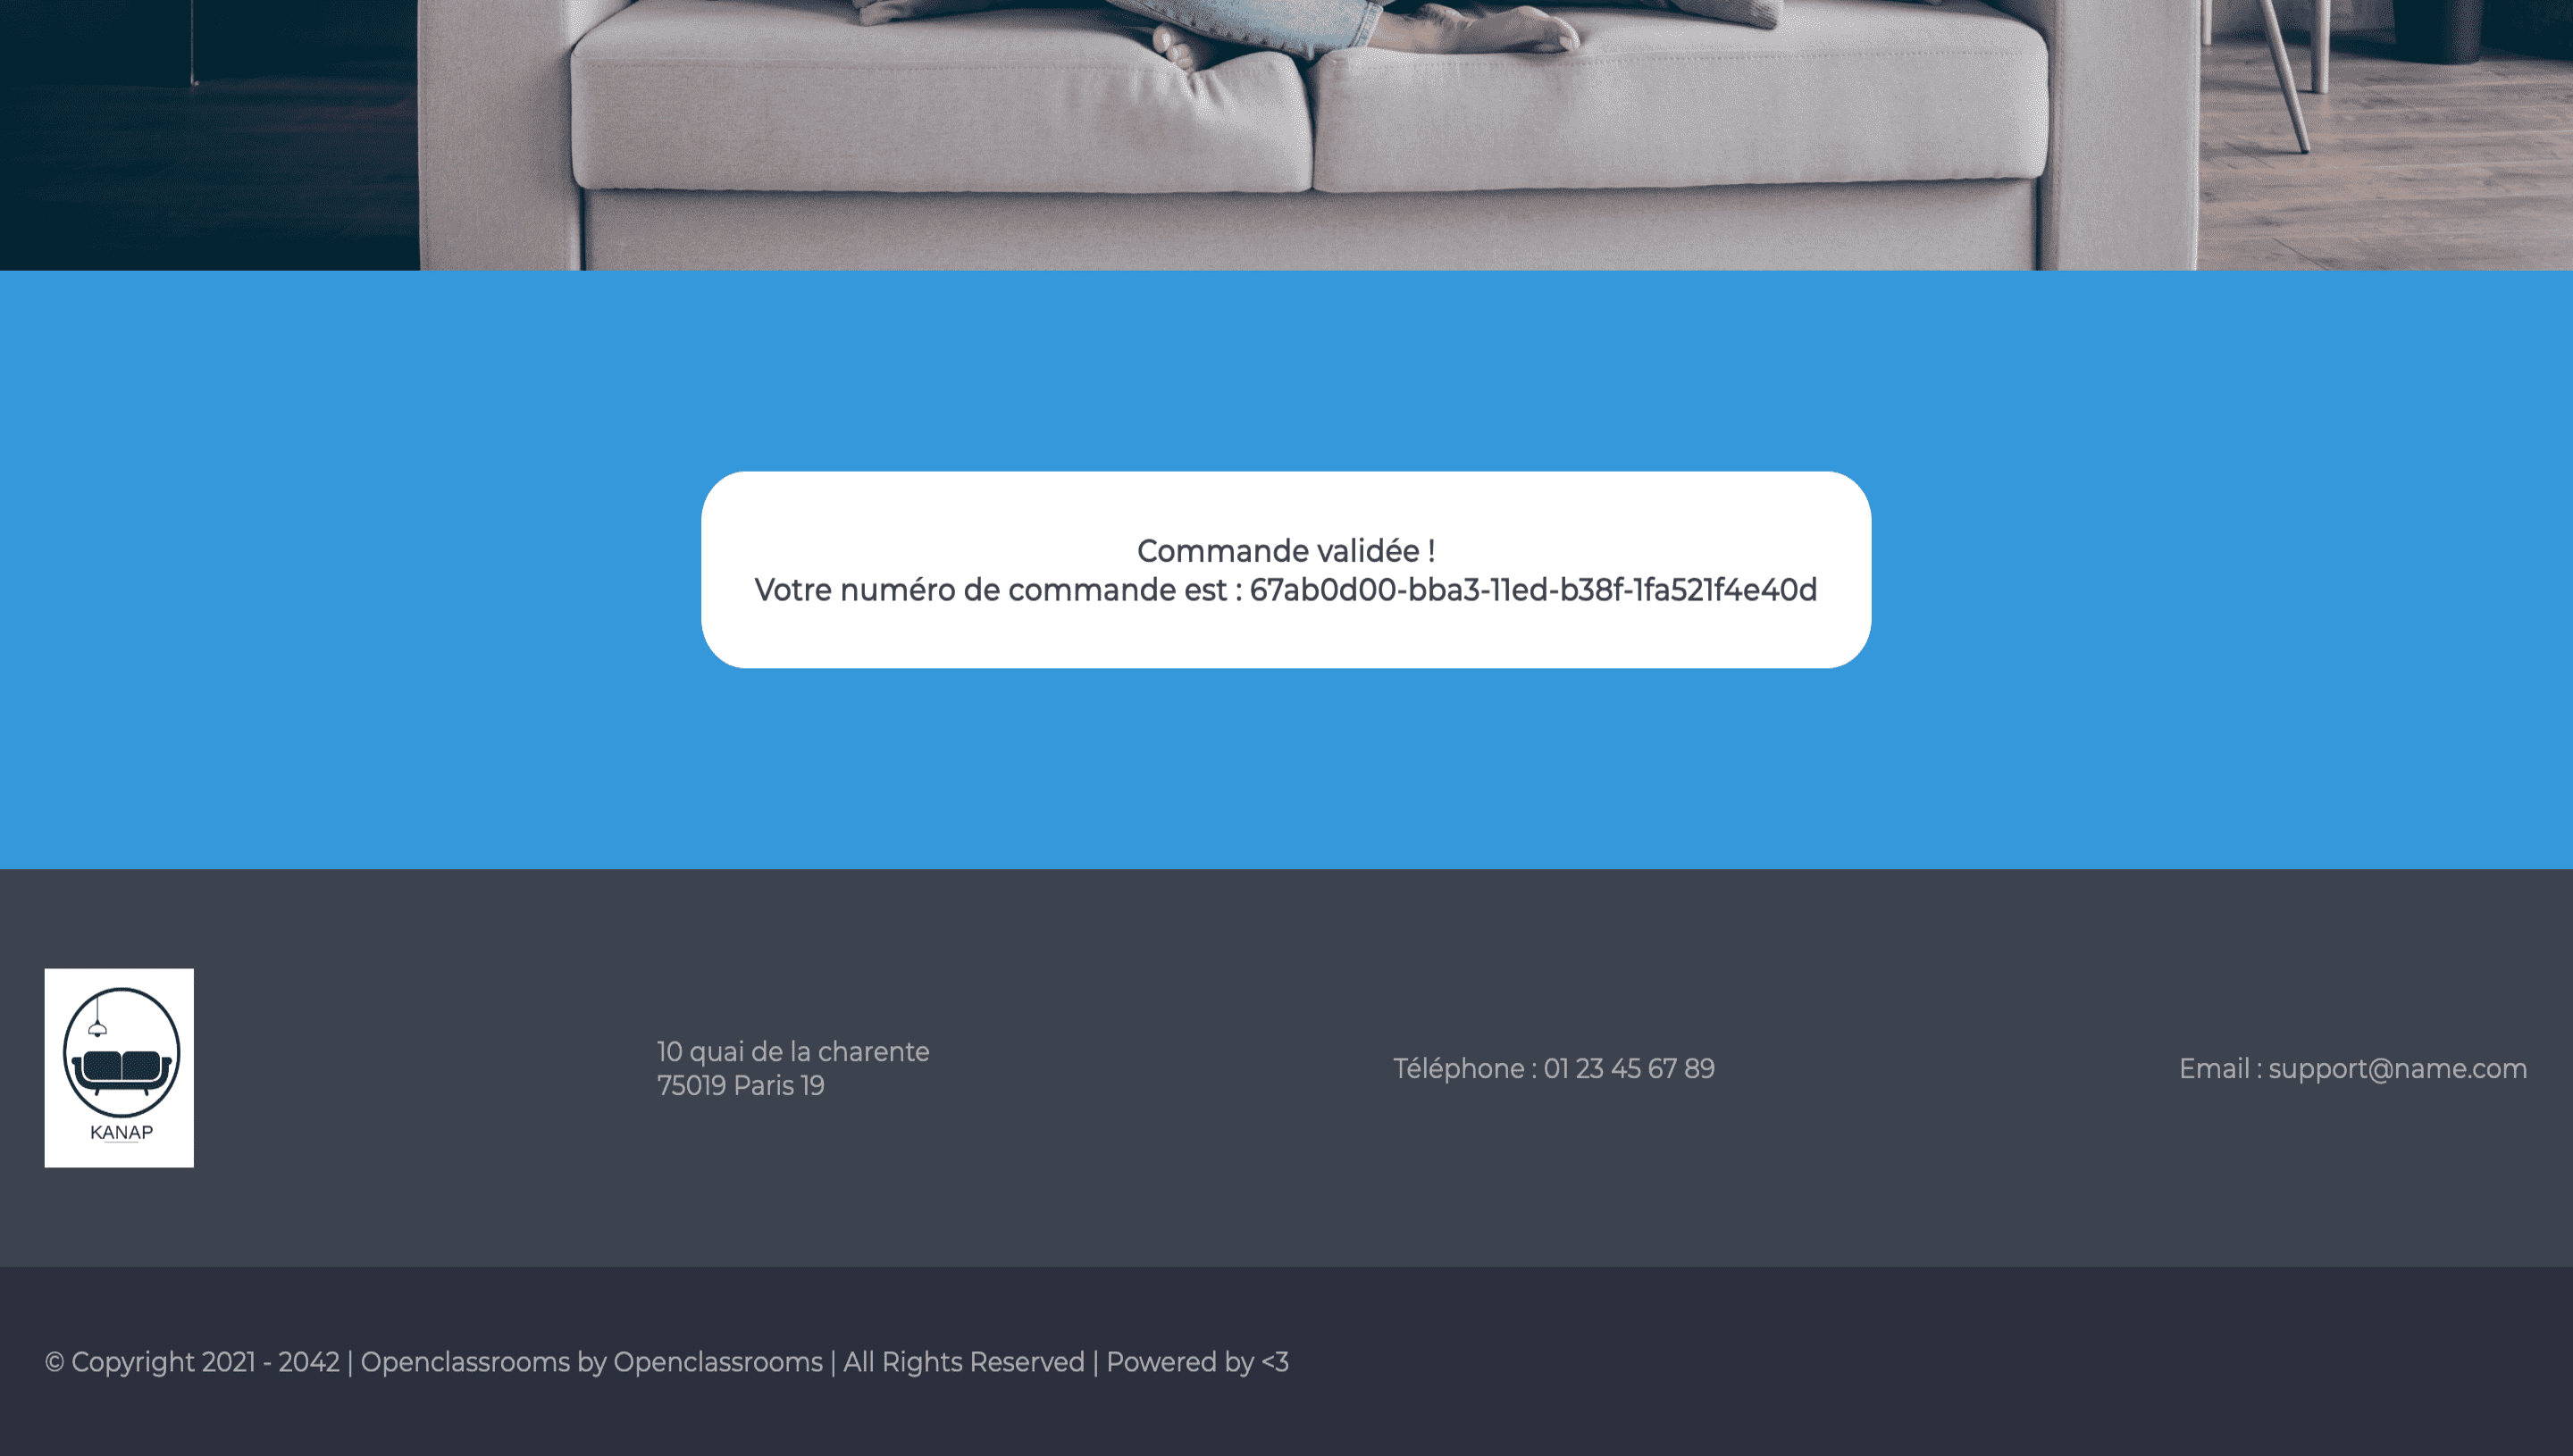 Commande validée !
Votre numéro de commande est : 67ab0d00-bba3-11ed-b38f-1fa521f4e40d
KANAP
10 quai de la charente
75019 Paris 19
Téléphone : 01 23 45 67 89
Email : support@name.com
© Copyright 2021 - 2042 | Openclassrooms by Openclassrooms | All Rights Reserved | Powered by <3